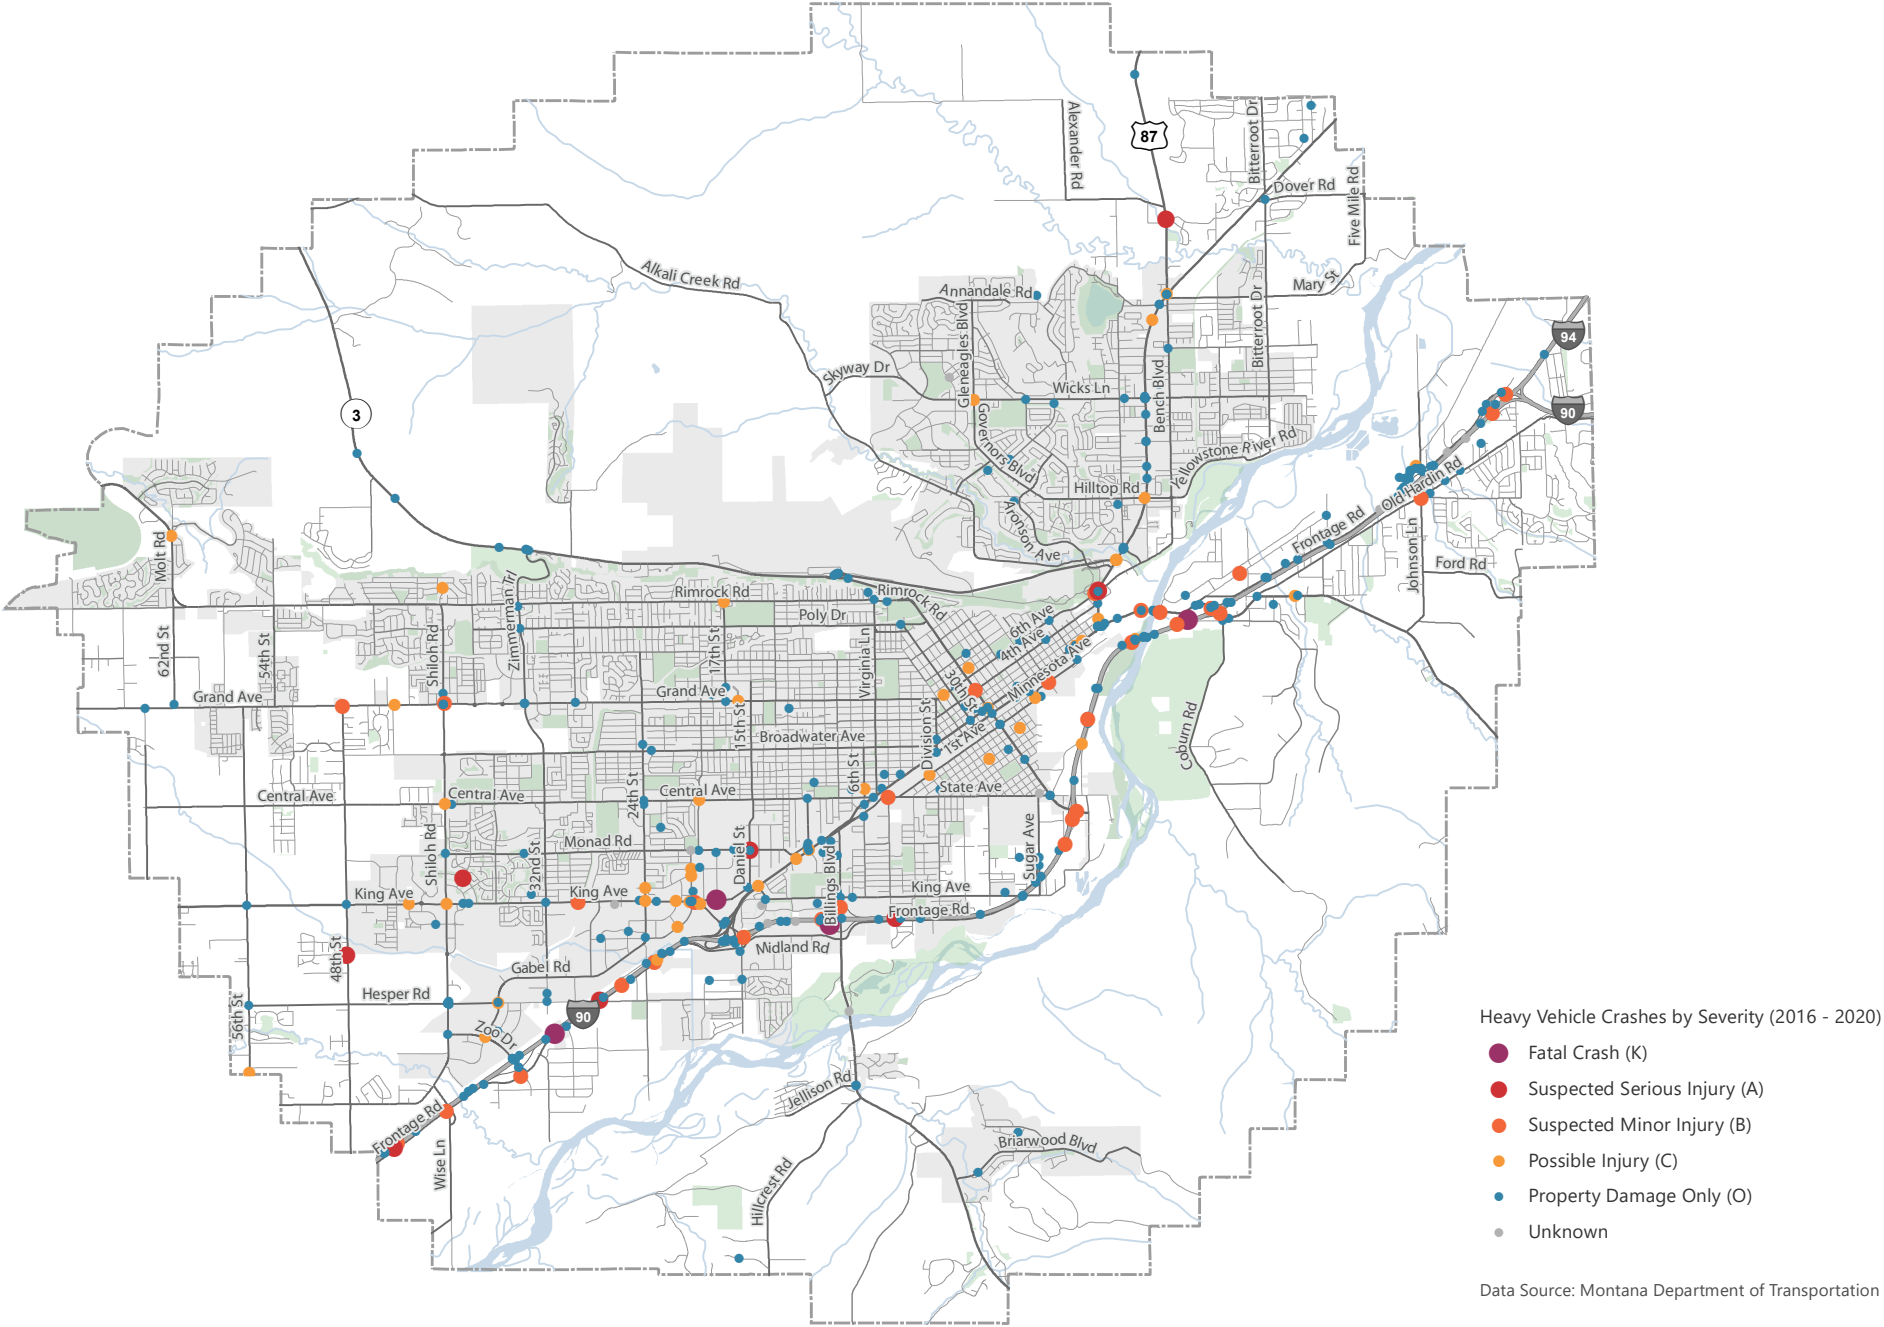 87
Alexander Rd
Bitterroot Dr
Dover Rd
Five Mile Rd
Alkali Creek Rd
Annandale Rd
Mary St
Gleneagles Blvd
Bitterroot Dr
94
3
Skyway Dr
Wicks Ln
Bench Blvd
90
Governors Blvd
Yellowstone River Rd
Hilltop Rd
Old Hardin Rd
Aronson Ave
Frontage Rd
Johnson Ln
Ford Rd
Molt Rd
Zimmerman Trl
Rimrock Rd
Rimrock Rd
Poly Dr
6th Ave
4th Ave
62nd St
54th St
Shiloh Rd
17th St
Virginia Ln
Minnesota Ave
30th St
Grand Ave
Grand Ave
15th St
Broadwater Ave
Division St
1st Ave
Coburn Rd
6th St
Central Ave
Central Ave
24th St
Central Ave
State Ave
Monad Rd
Shiloh Rd
32nd St
Daniel St
Billings Blvd
Sugar Ave
King Ave
King Ave
King Ave
Frontage Rd
48th St
Midland Rd
Gabel Rd
Hesper Rd
56th St
90
Zoo Dr
Jellison Rd
Frontage Rd
Wise Ln
Briarwood Blvd
Hillcrest Rd
Heavy Vehicle Crashes by Severity (2016 - 2020)
Fatal Crash (K)
Suspected Serious Injury (A)
Suspected Minor Injury (B)
Possible Injury (C)
Property Damage Only (O)
Unknown
Data Source: Montana Department of Transportation